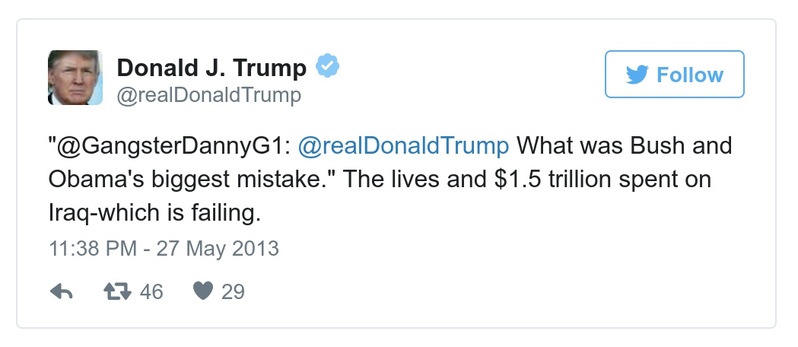 Donald J. Trump
Follow
@realDonaldTrump
"@GangsterDannyG1: @realDonaldTrump What was Bush and
Obama's biggest mistake." The lives and $1.5 trillion spent on
Iraq-which is failing.
11:38 PM - 27 May 2013
46 29